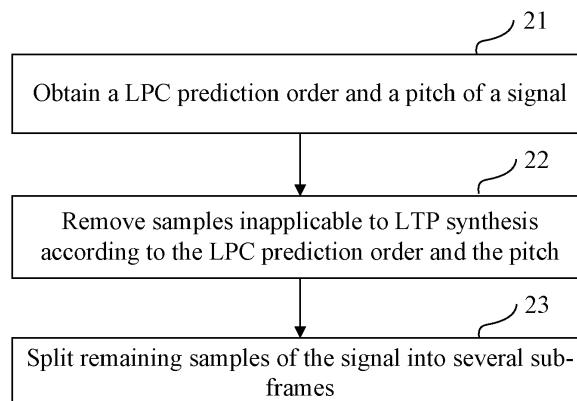 21
Obtain a LPC prediction order and a pitch of a signal
22
Remove samples inapplicable to LTP synthesis
according to the LPC prediction order and the pitch
23
Split remaining samples of the signal into several sub-
frames